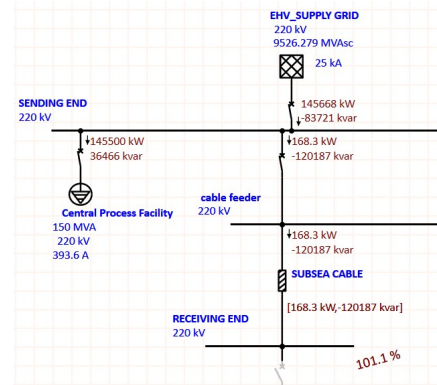 EHV_SUPPLY GRID
220 kV
9526.279 MVAsc
25 kA
145668 kW
-83721 kvar
SENDING END
220 kV
145500 kW
36466 kvar
168.3 kW
-120187 kvar
Central Process Facility
150 MVA
220 kV
393.6 A
cable feeder
220 kV
168.3 kW
-120187 kvar
SUBSEA CABLE
[168.3 kW,-120187 kvar]
RECEIVING END
220 kV
101.1 %